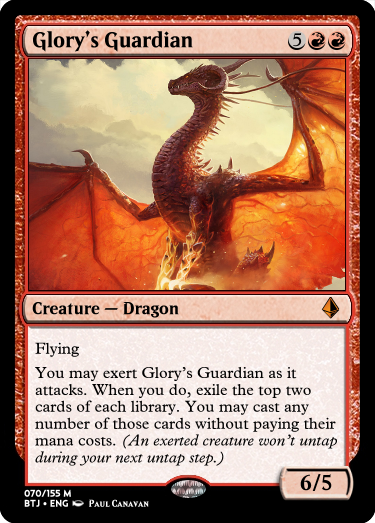 Glory's Guardian 5
Creature — Dragon
Flying
You may exert Glory's Guardian as it
attacks. When you do, exile the top two
cards of each library. You may cast any
number of those cards without paying their
mana costs. (An exerted creature won't untap
during your next untap step.)
6/5
070/155 M
BTJ • ENG Paul Canavan